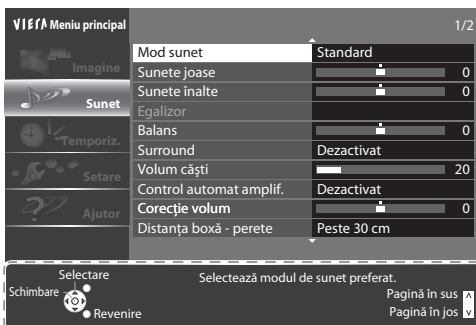 VIErA Meniu principal 1/2
Imagine
Sunet
Temporiz.
Setare
Ajutor
Mod sunet Standard
Sunete joase 0
Sunete înalte 0
Egalizor
Balans 0
Surround Dezactivat
Volum căşti 20
Control automat amplif. Dezactivat
Corecţie volum 0
Distanţa boxă - perete Peste 30 cm
Selectare
Schimbare
Revenire
Selectează modul de sunet preferat.
Pagină în sus
Pagină în jos